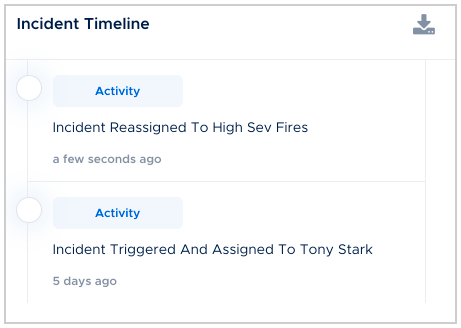 Incident Timeline
Activity
Incident Reassigned To High Sev Fires
a few seconds ago
Activity
Incident Triggered And Assigned To Tony Stark
5 days ago